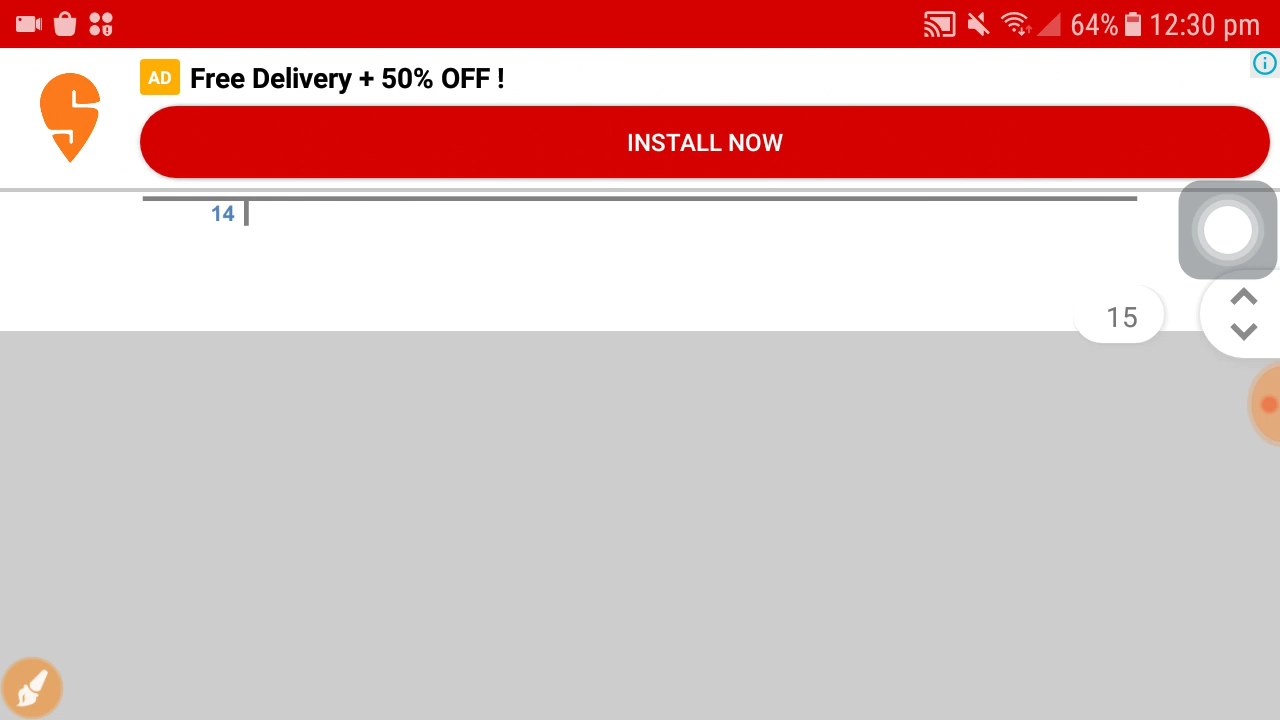 64% 12:30 pm
AD Free Delivery + 50% OFF !
INSTALL NOW
14
15